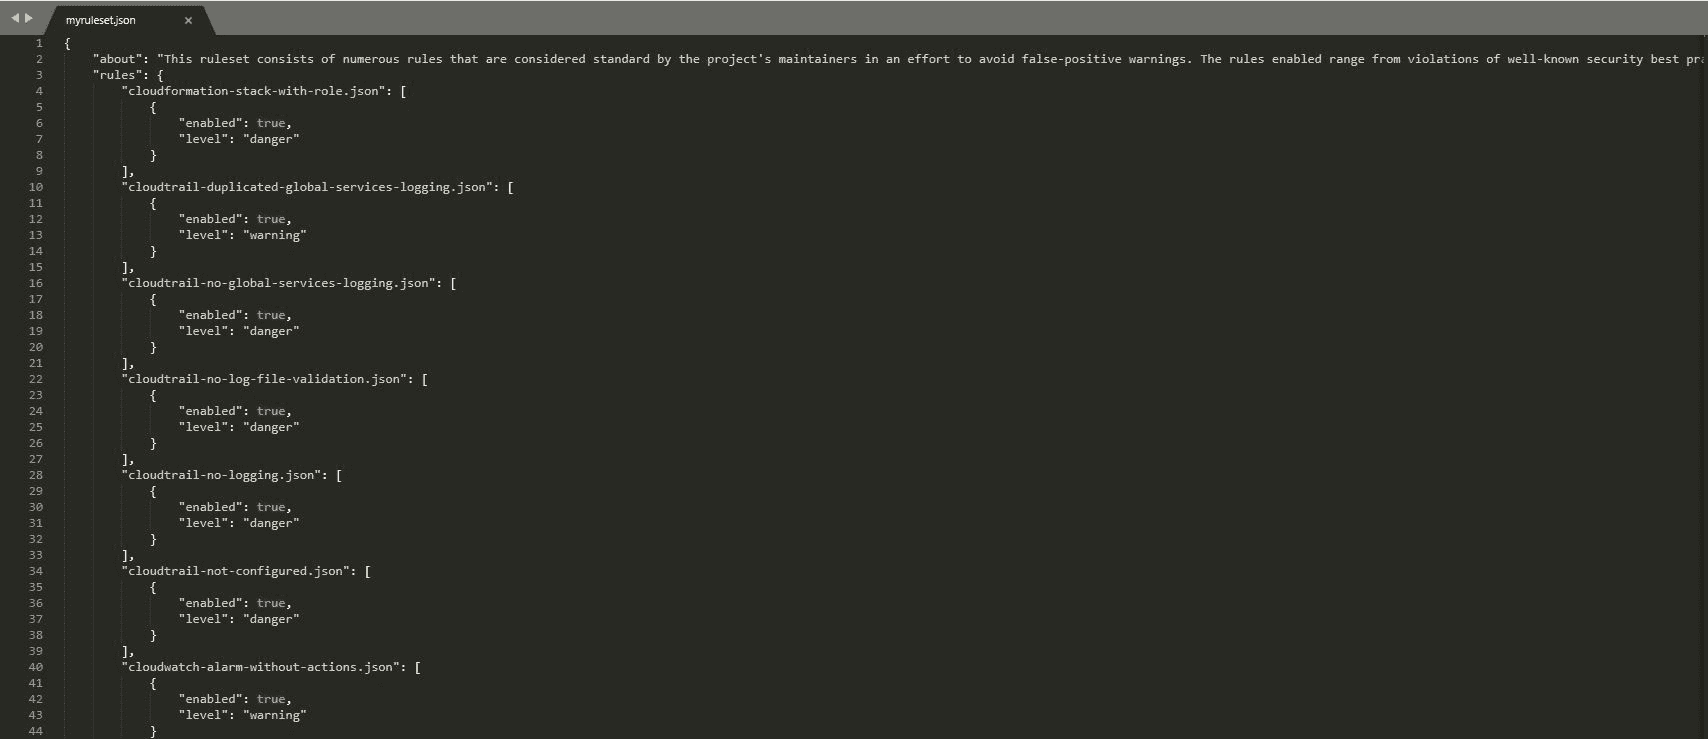 myruleset.json ×
1 {
2     "about": "This ruleset consists of numerous rules that are considered standard by the project's maintainers in an effort to avoid false-positive warnings. The rules enabled range from violations of well-known security best pra
3     "rules": {
4         "cloudformation-stack-with-role.json": [
5             {
6                 "enabled": true,
7                 "level": "danger"
8             }
9         ],
10         "cloudtrail-duplicated-global-services-logging.json": [
11             {
12                 "enabled": true,
13                 "level": "warning"
14             }
15         ],
16         "cloudtrail-no-global-services-logging.json": [
17             {
18                 "enabled": true,
19                 "level": "danger"
20             }
21         ],
22         "cloudtrail-no-log-file-validation.json": [
23             {
24                 "enabled": true,
25                 "level": "danger"
26             }
27         ],
28         "cloudtrail-no-logging.json": [
29             {
30                 "enabled": true,
31                 "level": "danger"
32             }
33         ],
34         "cloudtrail-not-configured.json": [
35             {
36                 "enabled": true,
37                 "level": "danger"
38             }
39         ],
40         "cloudwatch-alarm-without-actions.json": [
41             {
42                 "enabled": true,
43                 "level": "warning"
44             }